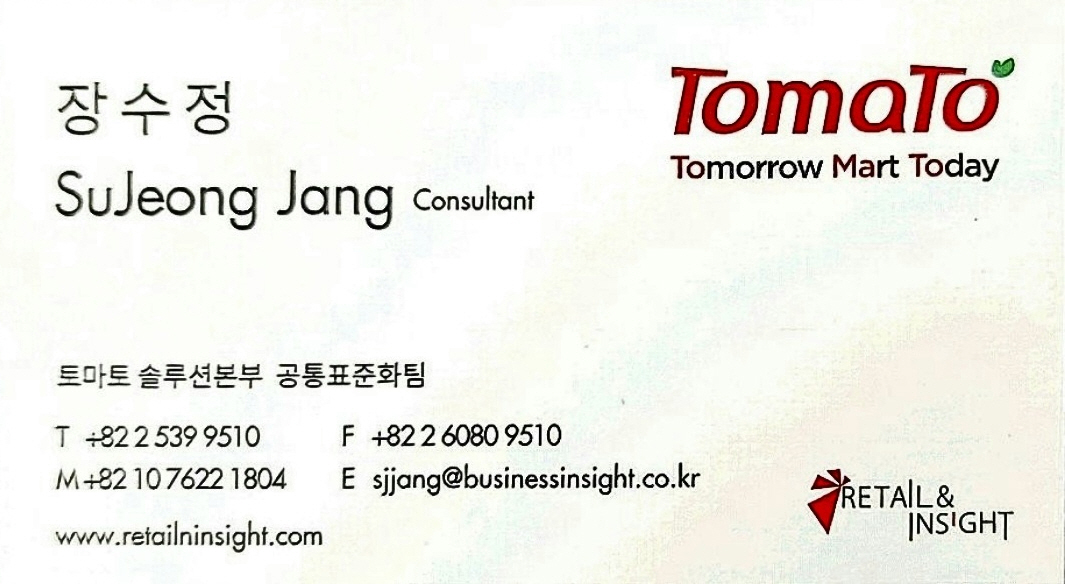 장수정
SuJeong Jang Consultant
TomaTo
Tomorrow Mart Today
토마토 솔루션본부 공통표준화팀
T +82 2 539 9510 F +82 2 6080 9510
M +82 10 7622 1804 E sjjang@businessinsight.co.kr
www.retailninsight.com
RETAIL &
INSIGHT